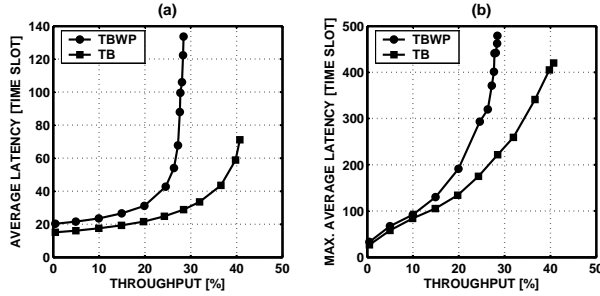 (a)
140
120
100
80
60
40
20
0
0
10
20
30
40
50
AVERAGE LATENCY [TIME SLOT]
THROUGHPUT [%]
TBWP
TB
(b)
500
400
300
200
100
0
0
10
20
30
40
50
MAX. AVERAGE LATENCY [TIME SLOT]
THROUGHPUT [%]
TBWP
TB